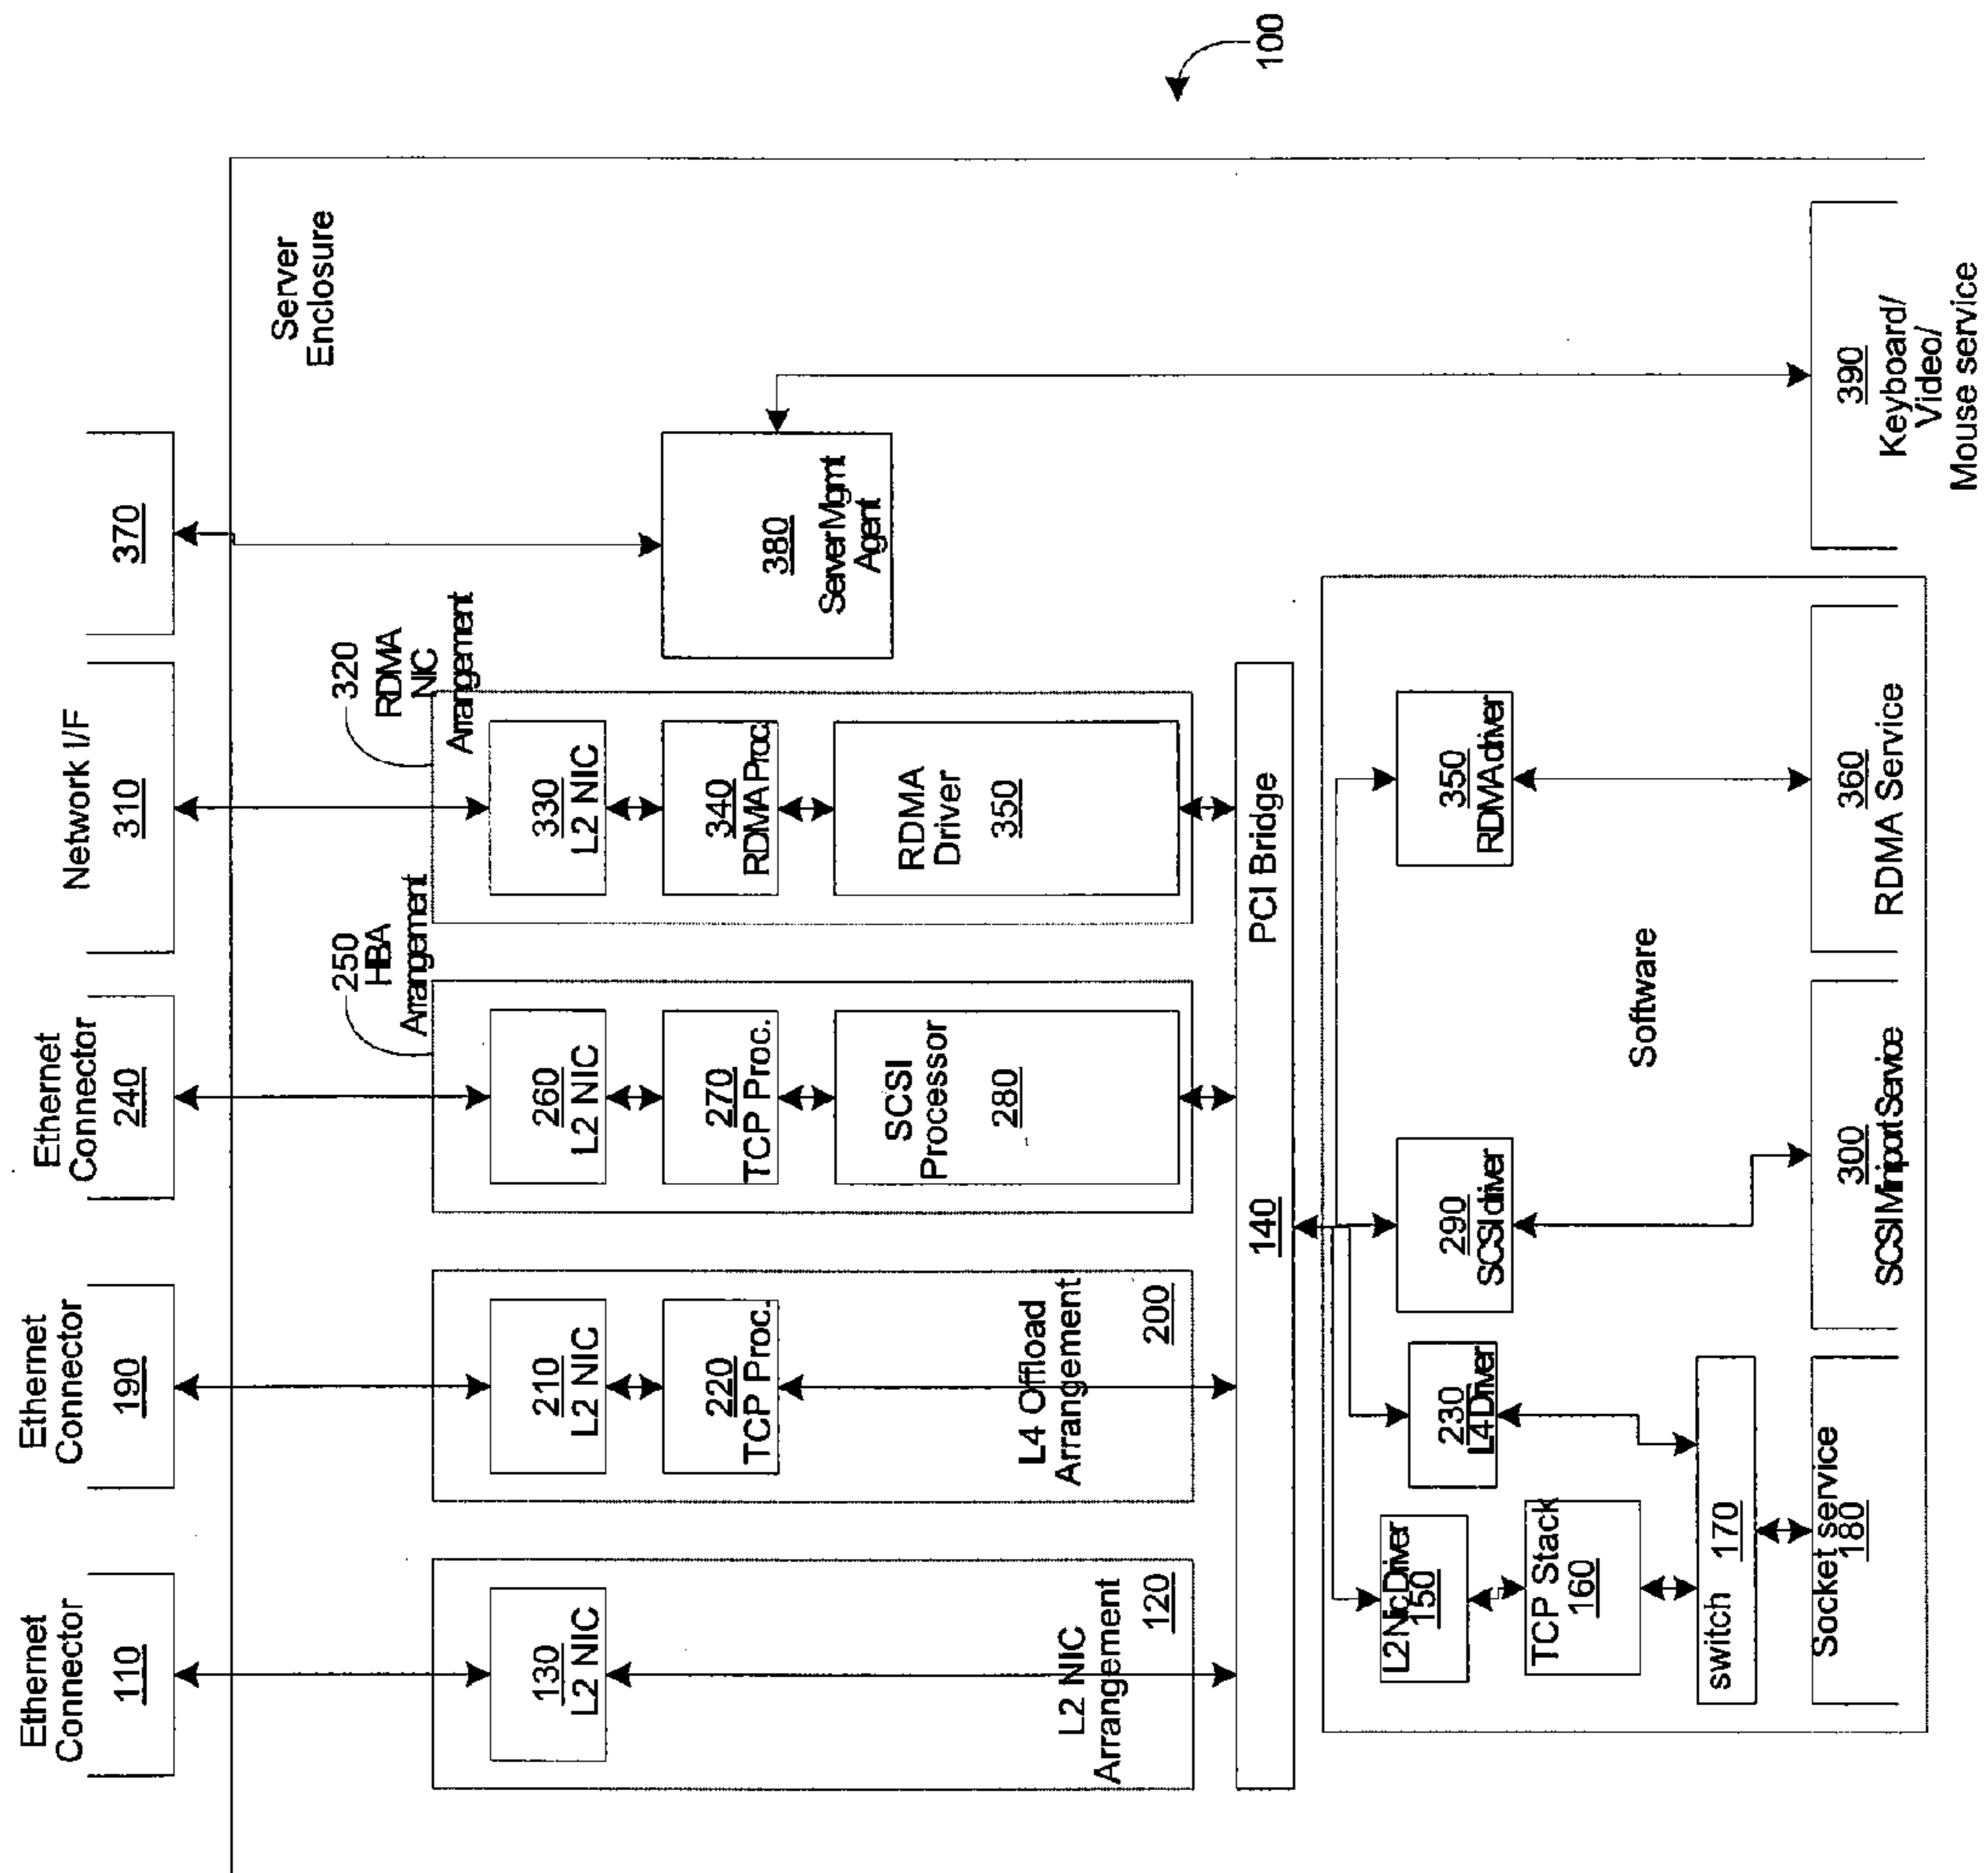 Ethernet
Connector
110
Ethernet
Connector
190
Ethernet
Connector
240
Network I/F
310
370
Server
Enclosure
130
L2 NIC
L2 NIC
Arrangement
120
210
L2 NIC
220
TCP Proc.
L4 Offload
Arrangement
200
250
HBA
Arrangement
260
L2 NIC
270
TCP Proc.
SCSI
Processor
280
320
RDMA
NIC
Arrangement
330
L2 NIC
340
RDMA Proc.
RDMA
Driver
350
380
Server Mgmt
Agent
140
PCI Bridge
L2 Nic Driver
150
TCP Stack
160
230
L4 Driver
switch
170
Socket service
180
290
SCSI driver
300
SCSI Miniport Service
Software
350
RDMA driver
360
RDMA Service
390
Keyboard/
Video/
Mouse service
100